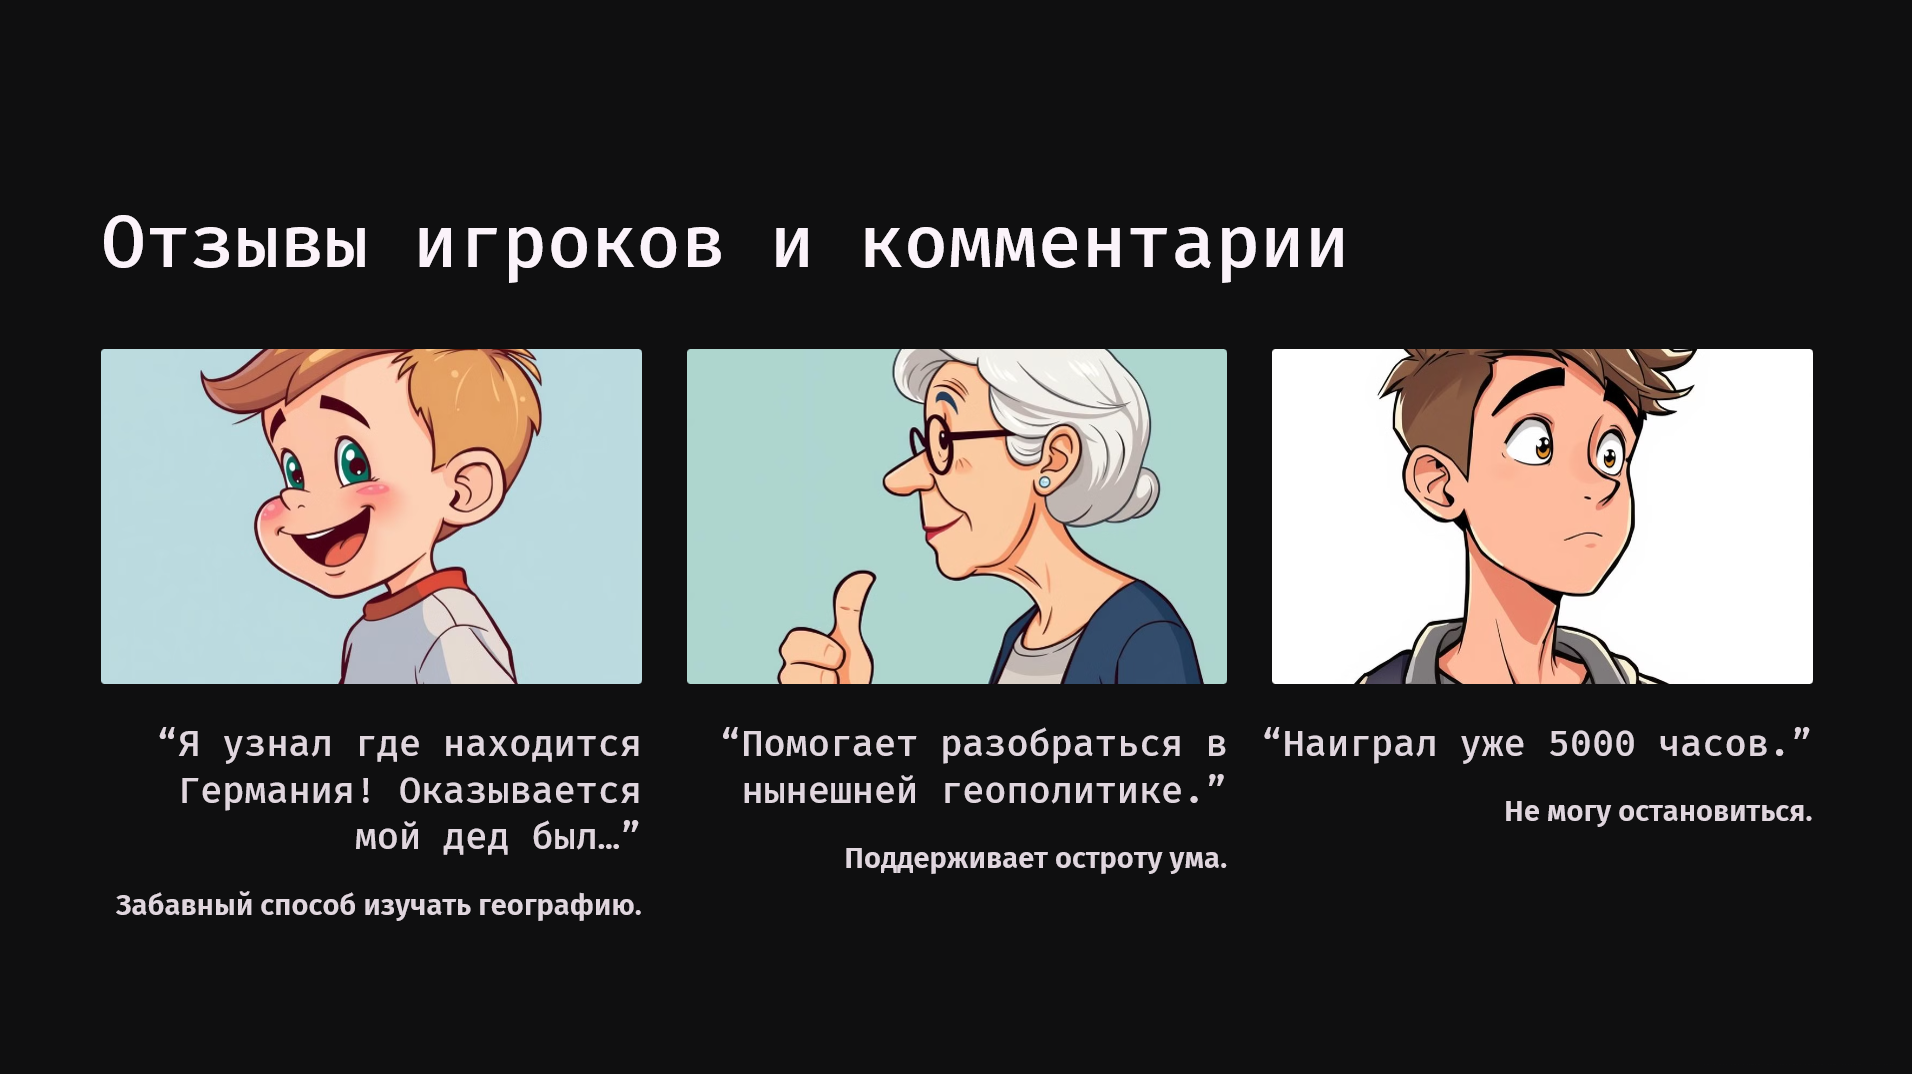 Отзывы игроков и комментарии
“Я узнал где находится
Германия! Оказывается
мой дед был…”
Забавный способ изучать географию.
“Помогает разобраться в
нынешней геополитике.”
Поддерживает остроту ума.
“Наиграл уже 5000 часов.”
Не могу остановиться.